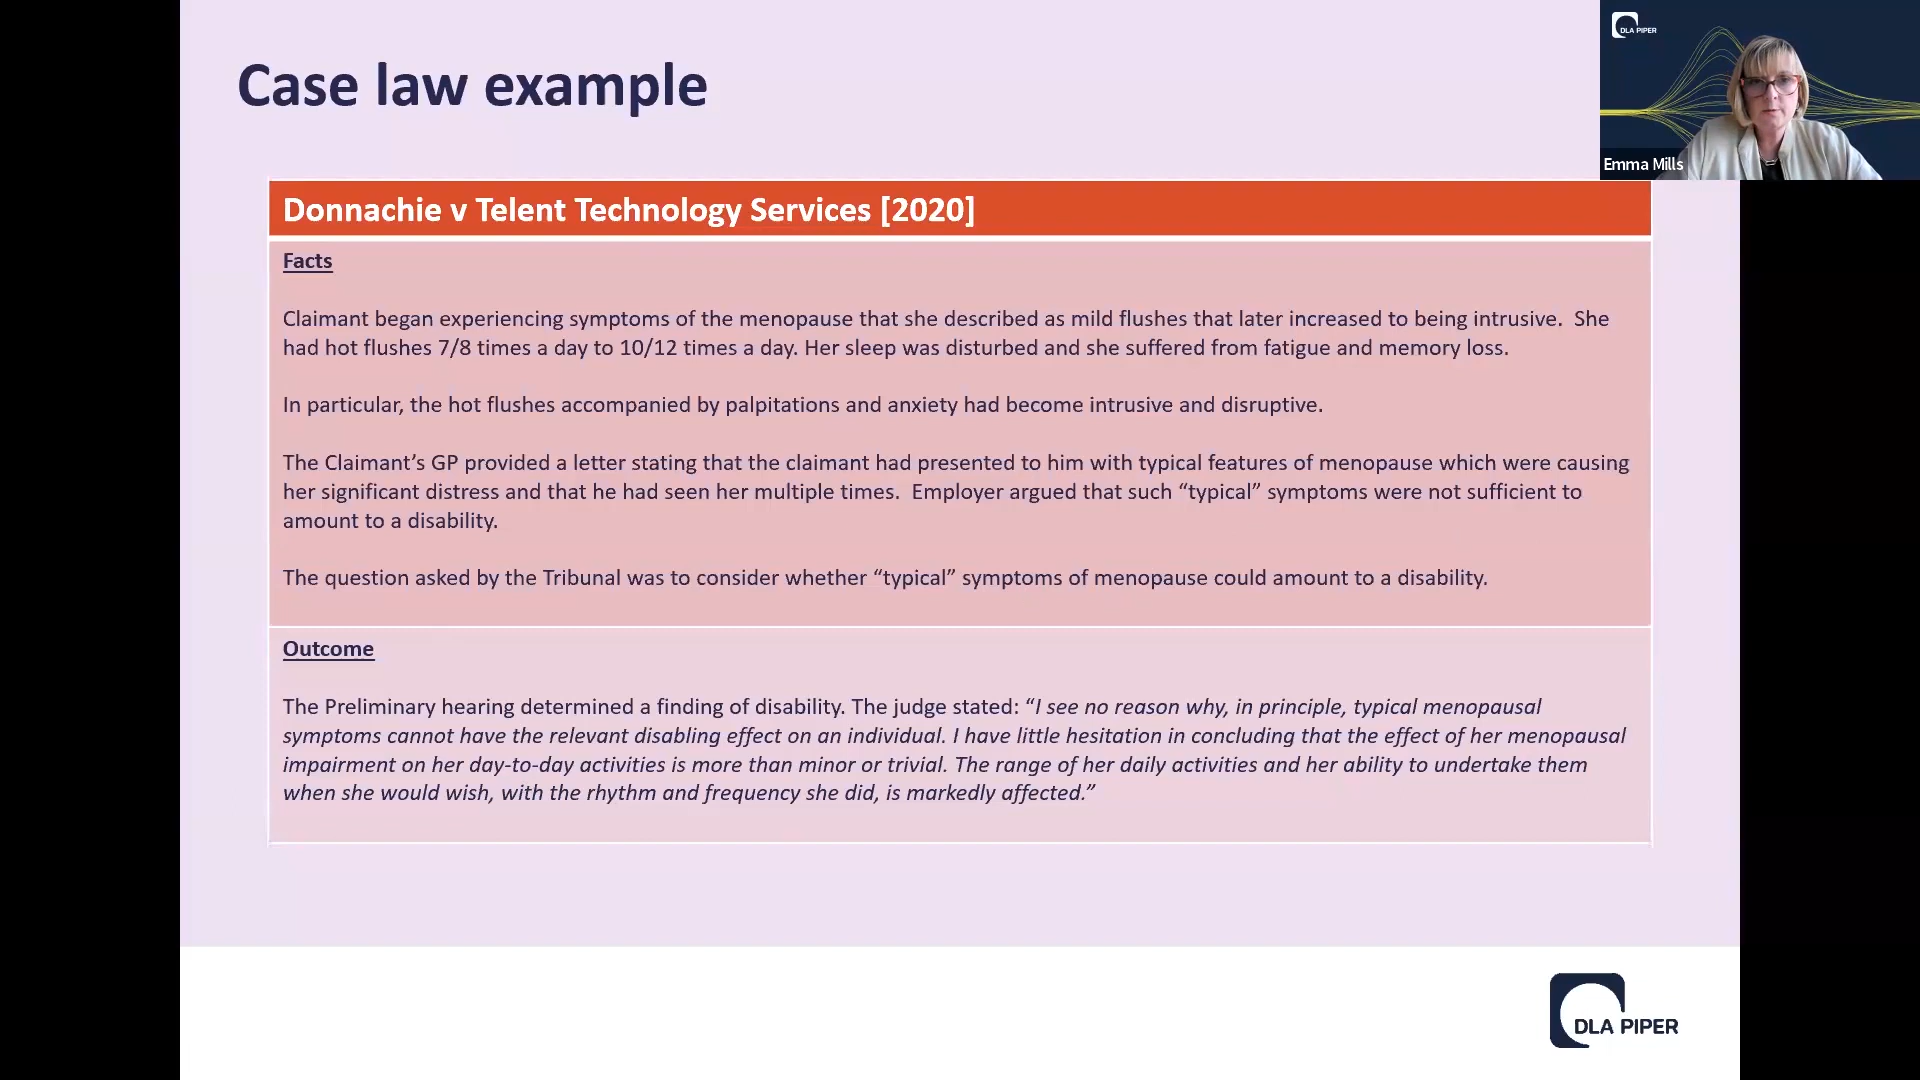 Case law example
DLA PIPER
Emma Mills
Donnachie v Telent Technology Services [2020]
Facts
Claimant began experiencing symptoms of the menopause that she described as mild flushes that later increased to being intrusive.  She
had hot flushes 7/8 times a day to 10/12 times a day. Her sleep was disturbed and she suffered from fatigue and memory loss.
In particular, the hot flushes accompanied by palpitations and anxiety had become intrusive and disruptive.
The Claimant’s GP provided a letter stating that the claimant had presented to him with typical features of menopause which were causing
her significant distress and that he had seen her multiple times.  Employer argued that such “typical” symptoms were not sufficient to
amount to a disability.
The question asked by the Tribunal was to consider whether “typical” symptoms of menopause could amount to a disability.
Outcome
The Preliminary hearing determined a finding of disability. The judge stated: “I see no reason why, in principle, typical menopausal
symptoms cannot have the relevant disabling effect on an individual. I have little hesitation in concluding that the effect of her menopausal
impairment on her day-to-day activities is more than minor or trivial. The range of her daily activities and her ability to undertake them
when she would wish, with the rhythm and frequency she did, is markedly affected.”
DLA PIPER